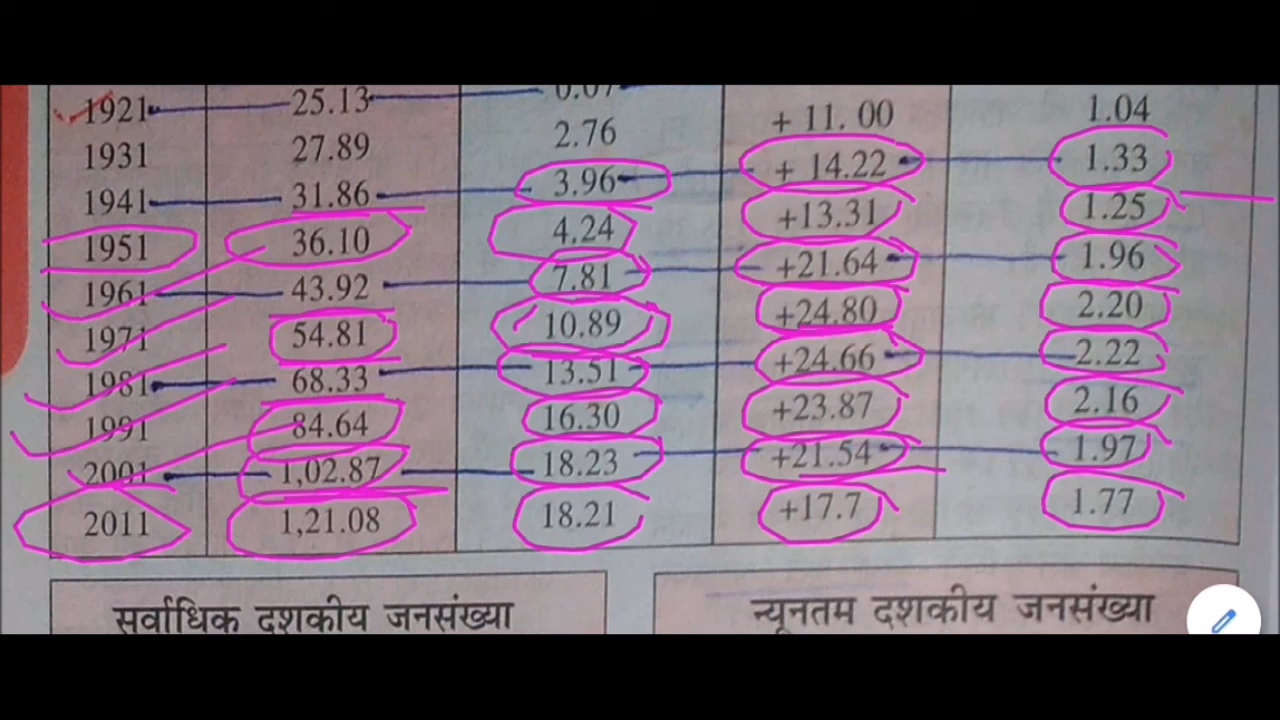 1921 25.13 0.07
1931 27.89 2.76 + 11. 00 1.04
1941 31.86 3.96 + 14.22 1.33
1951 36.10 4.24 +13.31 1.25
1961 43.92 7.81 +21.64 1.96
1971 54.81 10.89 +24.80 2.20
1981 68.33 13.51 +24.66 2.22
1991 84.64 16.30 +23.87 2.16
2001 1,02.87 18.23 +21.54 1.97
2011 1,21.08 18.21 +17.7 1.77
सर्वाधिक दशकीय जनसंख्या
न्यूनतम दशकीय जनसंख्या